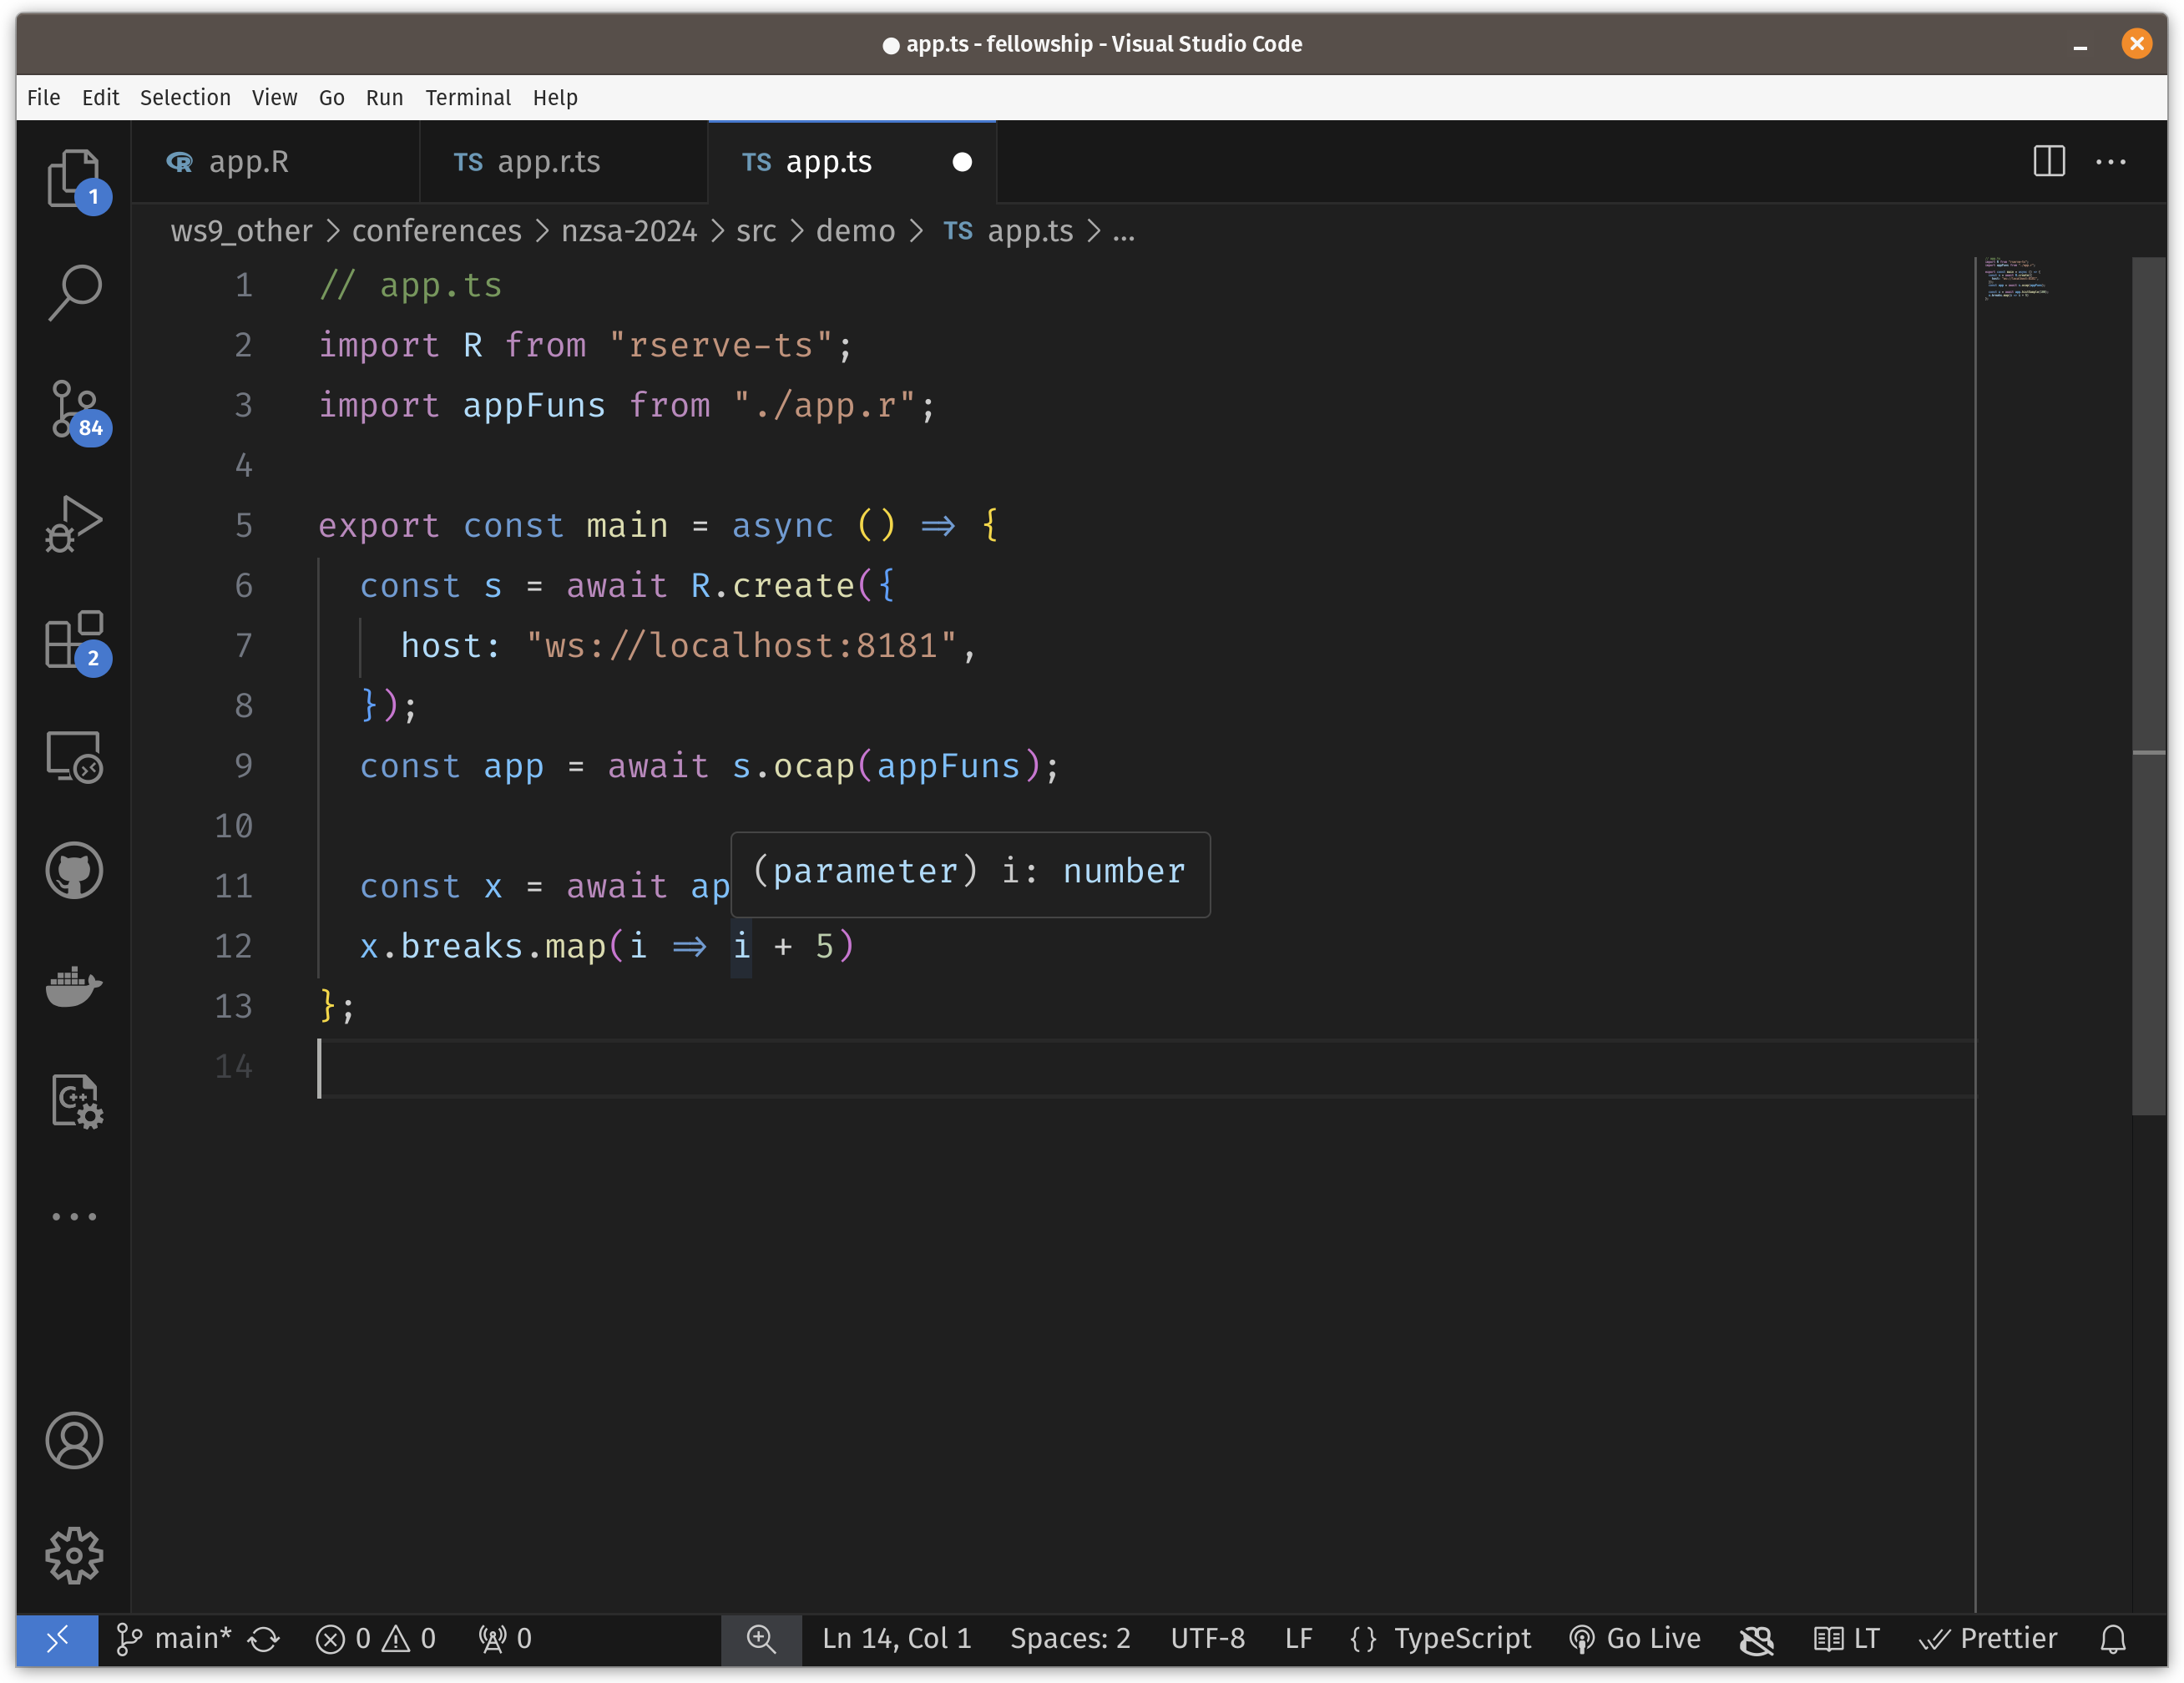 app.ts - fellowship - Visual Studio Code
File Edit Selection View Go Run Terminal Help
app.R TS app.r.ts TS app.ts
ws9_other > conferences > nzsa-2024 > src > demo > TS app.ts > ...
1 // app.ts
2 import R from "rserve-ts";
3 import appFuns from "./app.r";
4
5 export const main = async () => {
6 const s = await R.create({
7 host: "ws://localhost:8181",
8 });
9 const app = await s.ocap(appFuns);
10
(parameter) i: number
11 const x = await ap
12 x.breaks.map(i => i + 5)
13 };
14
1
84
2
main* 0 0 0 Ln 14, Col 1 Spaces: 2 UTF-8 LF {} TypeScript Go Live LT Prettier